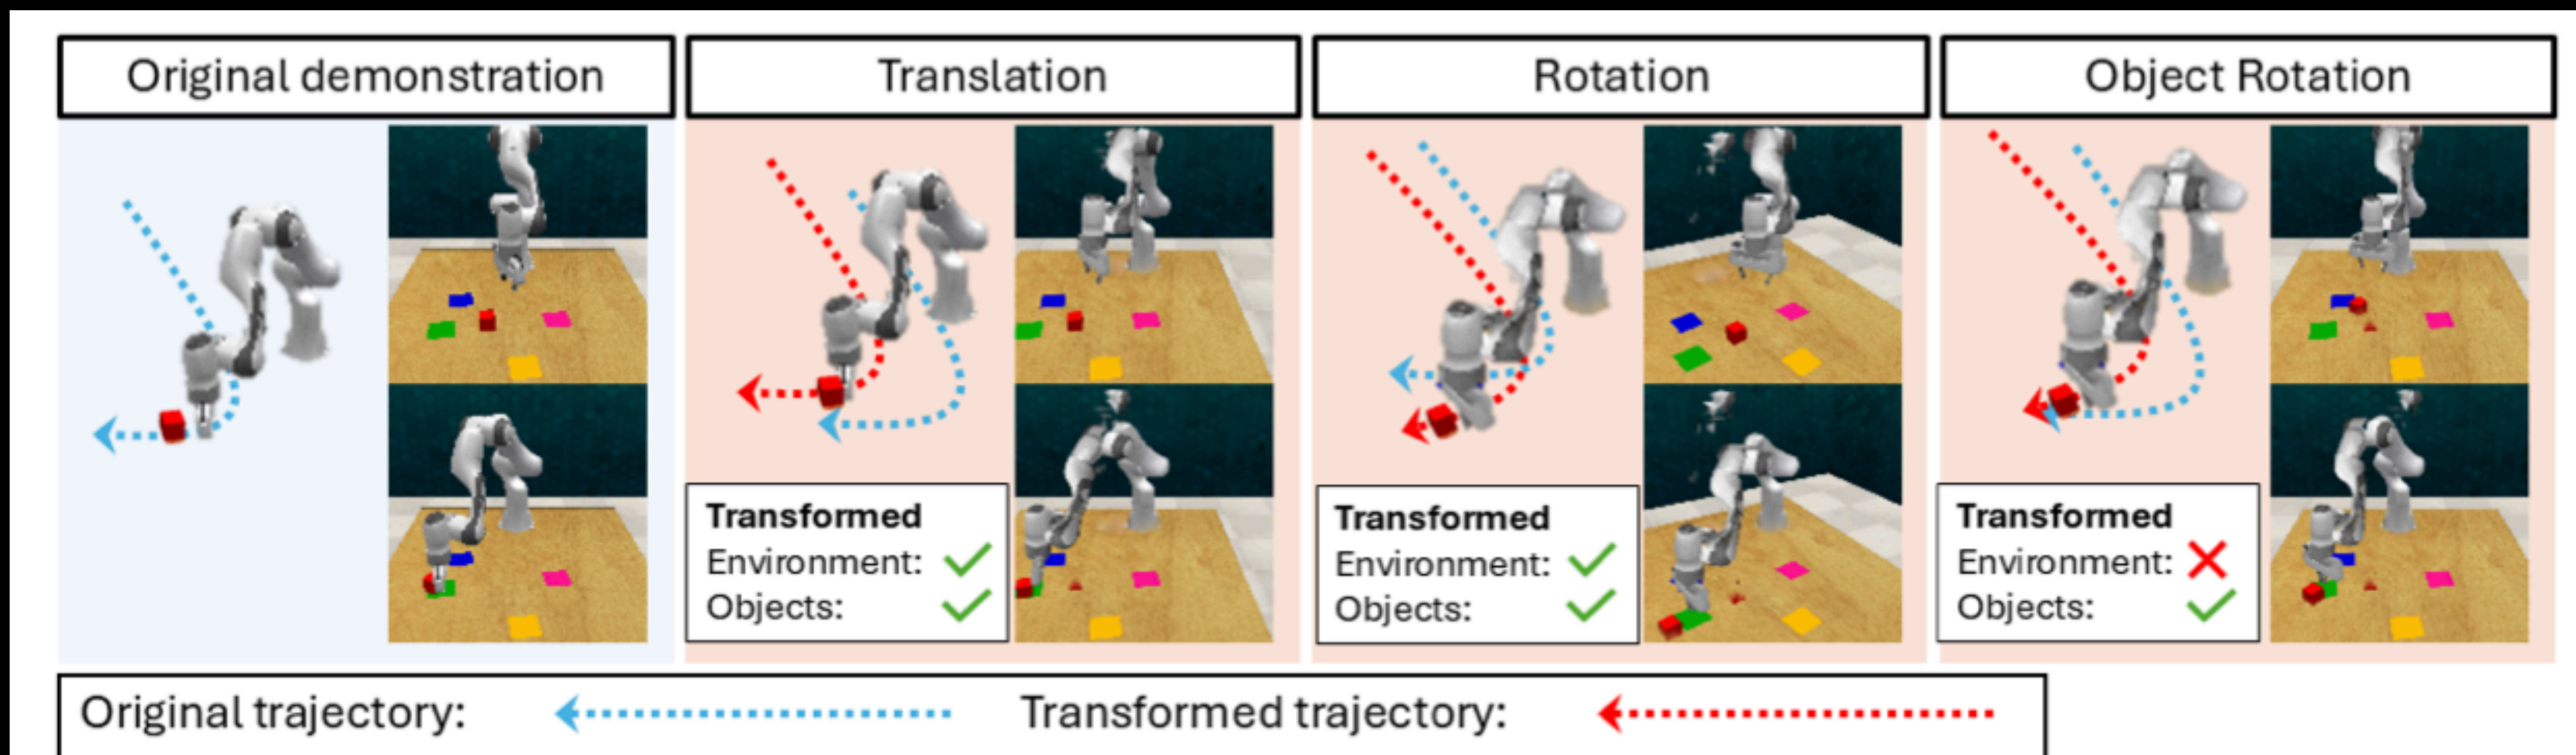 Original demonstration
Translation
Rotation
Object Rotation
Transformed
Environment:
Objects:
Transformed
Environment:
Objects:
Transformed
Environment:
Objects:
Original trajectory:
Transformed trajectory: